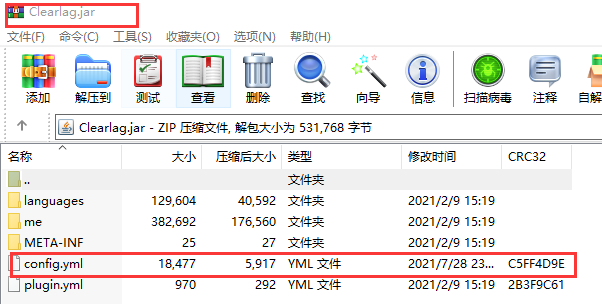 Clearlag.jar
文件(F) 命令(C) 工具(S) 收藏夹(O) 选项(N) 帮助(H)
添加 解压到 测试 查看 删除 查找 向导 信息 扫描病毒 注释 自解
Clearlag.jar - ZIP 压缩文件, 解包大小为 531,768 字节
名称 大小 压缩后大小 类型 修改时间 CRC32
.. 文件夹
languages 129,604 40,592 文件夹 2021/2/9 15:19
me 382,692 176,560 文件夹 2021/2/9 15:19
META-INF 25 27 文件夹 2021/2/9 15:19
config.yml 18,477 5,917 YML 文件 2021/7/28 23... C5FF4D9E
plugin.yml 970 292 YML 文件 2021/2/9 15:19 2B3F9C61